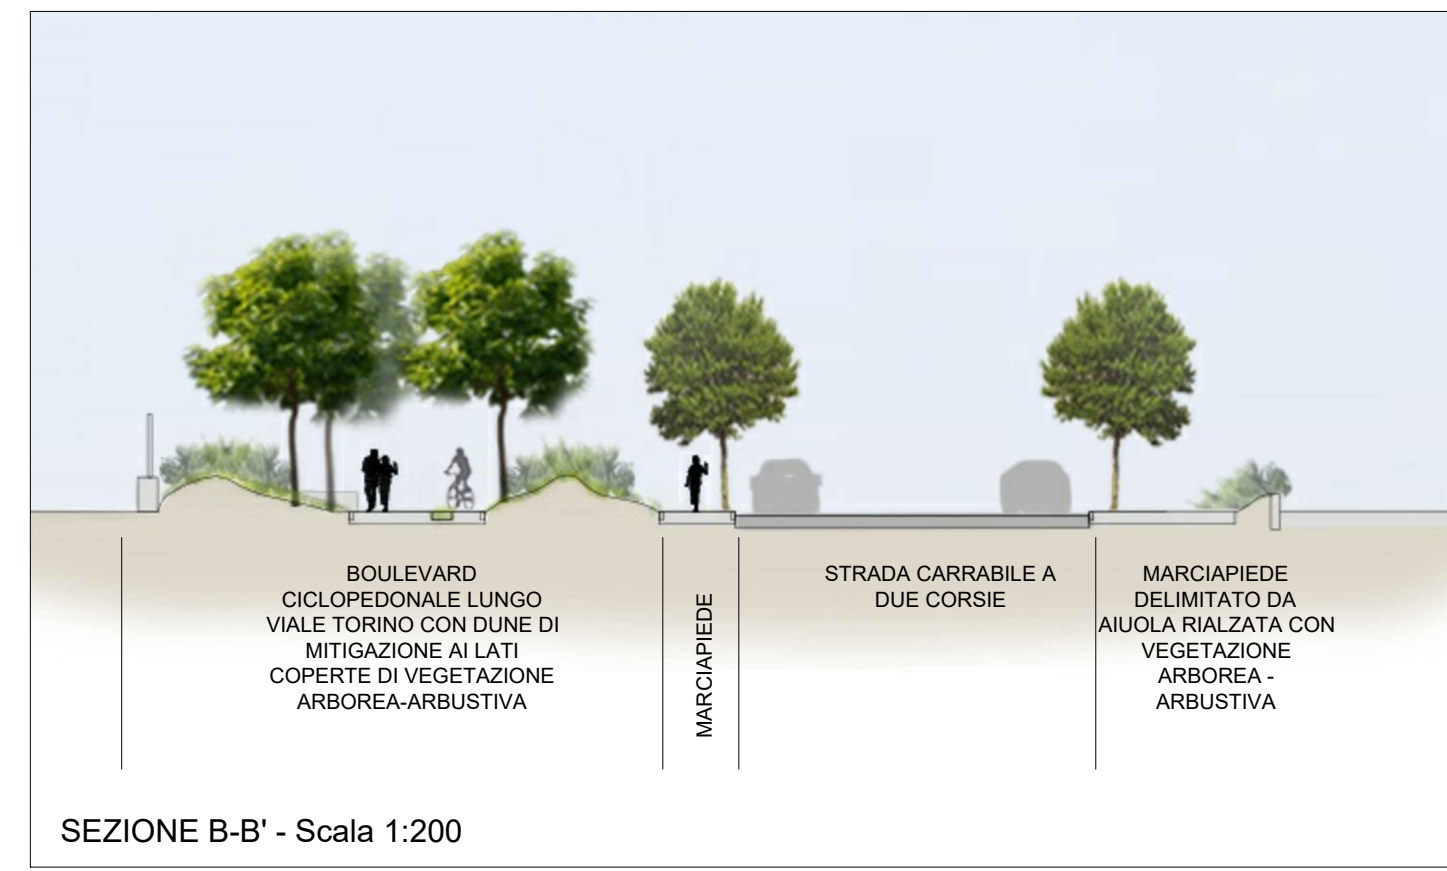 BOULEVARD
CICLOPEDONALE LUNGO
VIALE TORINO CON DUNE DI
MITIGAZIONE AI LATI
COPERTE DI VEGETAZIONE
ARBOREA-ARBUSTIVA
MARCIAPIEDE
STRADA CARRABILE A
DUE CORSIE
MARCIAPIEDE
DELIMITATO DA
AIUOLA RIALZATA CON
VEGETAZIONE
ARBOREA -
ARBUSTIVA
SEZIONE B-B' - Scala 1:200